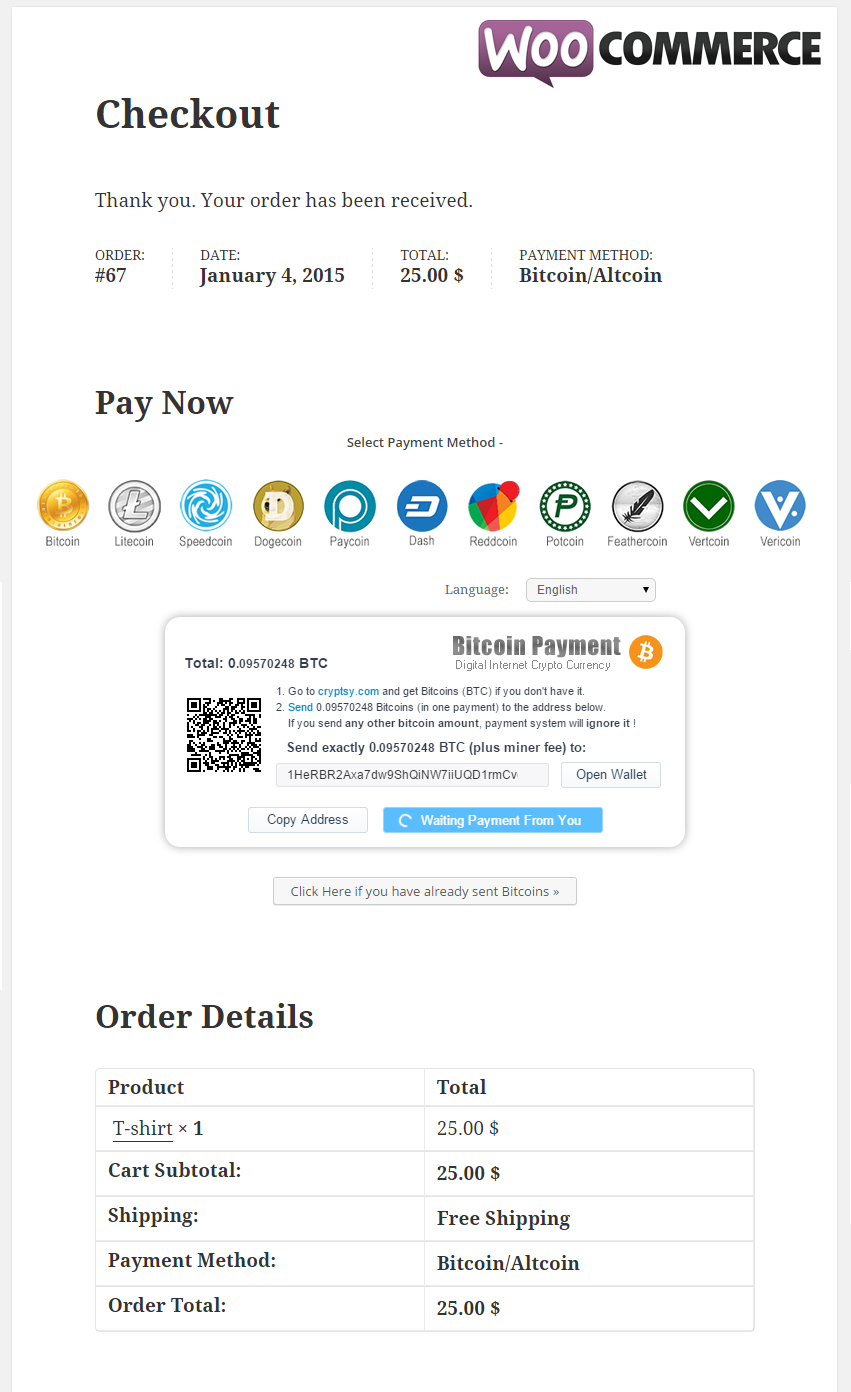 WOO COMMERCE
Checkout
Thank you. Your order has been received.
ORDER: DATE: TOTAL: PAYMENT METHOD:
#67 January 4, 2015 25.00 $ Bitcoin/Altcoin
Pay Now
Select Payment Method -
Bitcoin Litecoin Speedcoin Dogecoin Paycoin Dash Reddcoin Potcoin Feathercoin Vertcoin Vericoin
Language: English
Bitcoin Payment
Digital Internet Crypto Currency
Total: 0.09570248 BTC
1. Go to cryptsy.com and get Bitcoins (BTC) if you don't have it.
2. Send 0.09570248 Bitcoins (in one payment) to the address below.
If you send any other bitcoin amount, payment system will ignore it !
Send exactly 0.09570248 BTC (plus miner fee) to:
1HeRBR2Axa7dw9ShQiNW7iiUQD1rmCv Open Wallet
Copy Address Waiting Payment From You
Click Here if you have already sent Bitcoins »
Order Details
Product Total
T-shirt × 1 25.00 $
Cart Subtotal: 25.00 $
Shipping: Free Shipping
Payment Method: Bitcoin/Altcoin
Order Total: 25.00 $